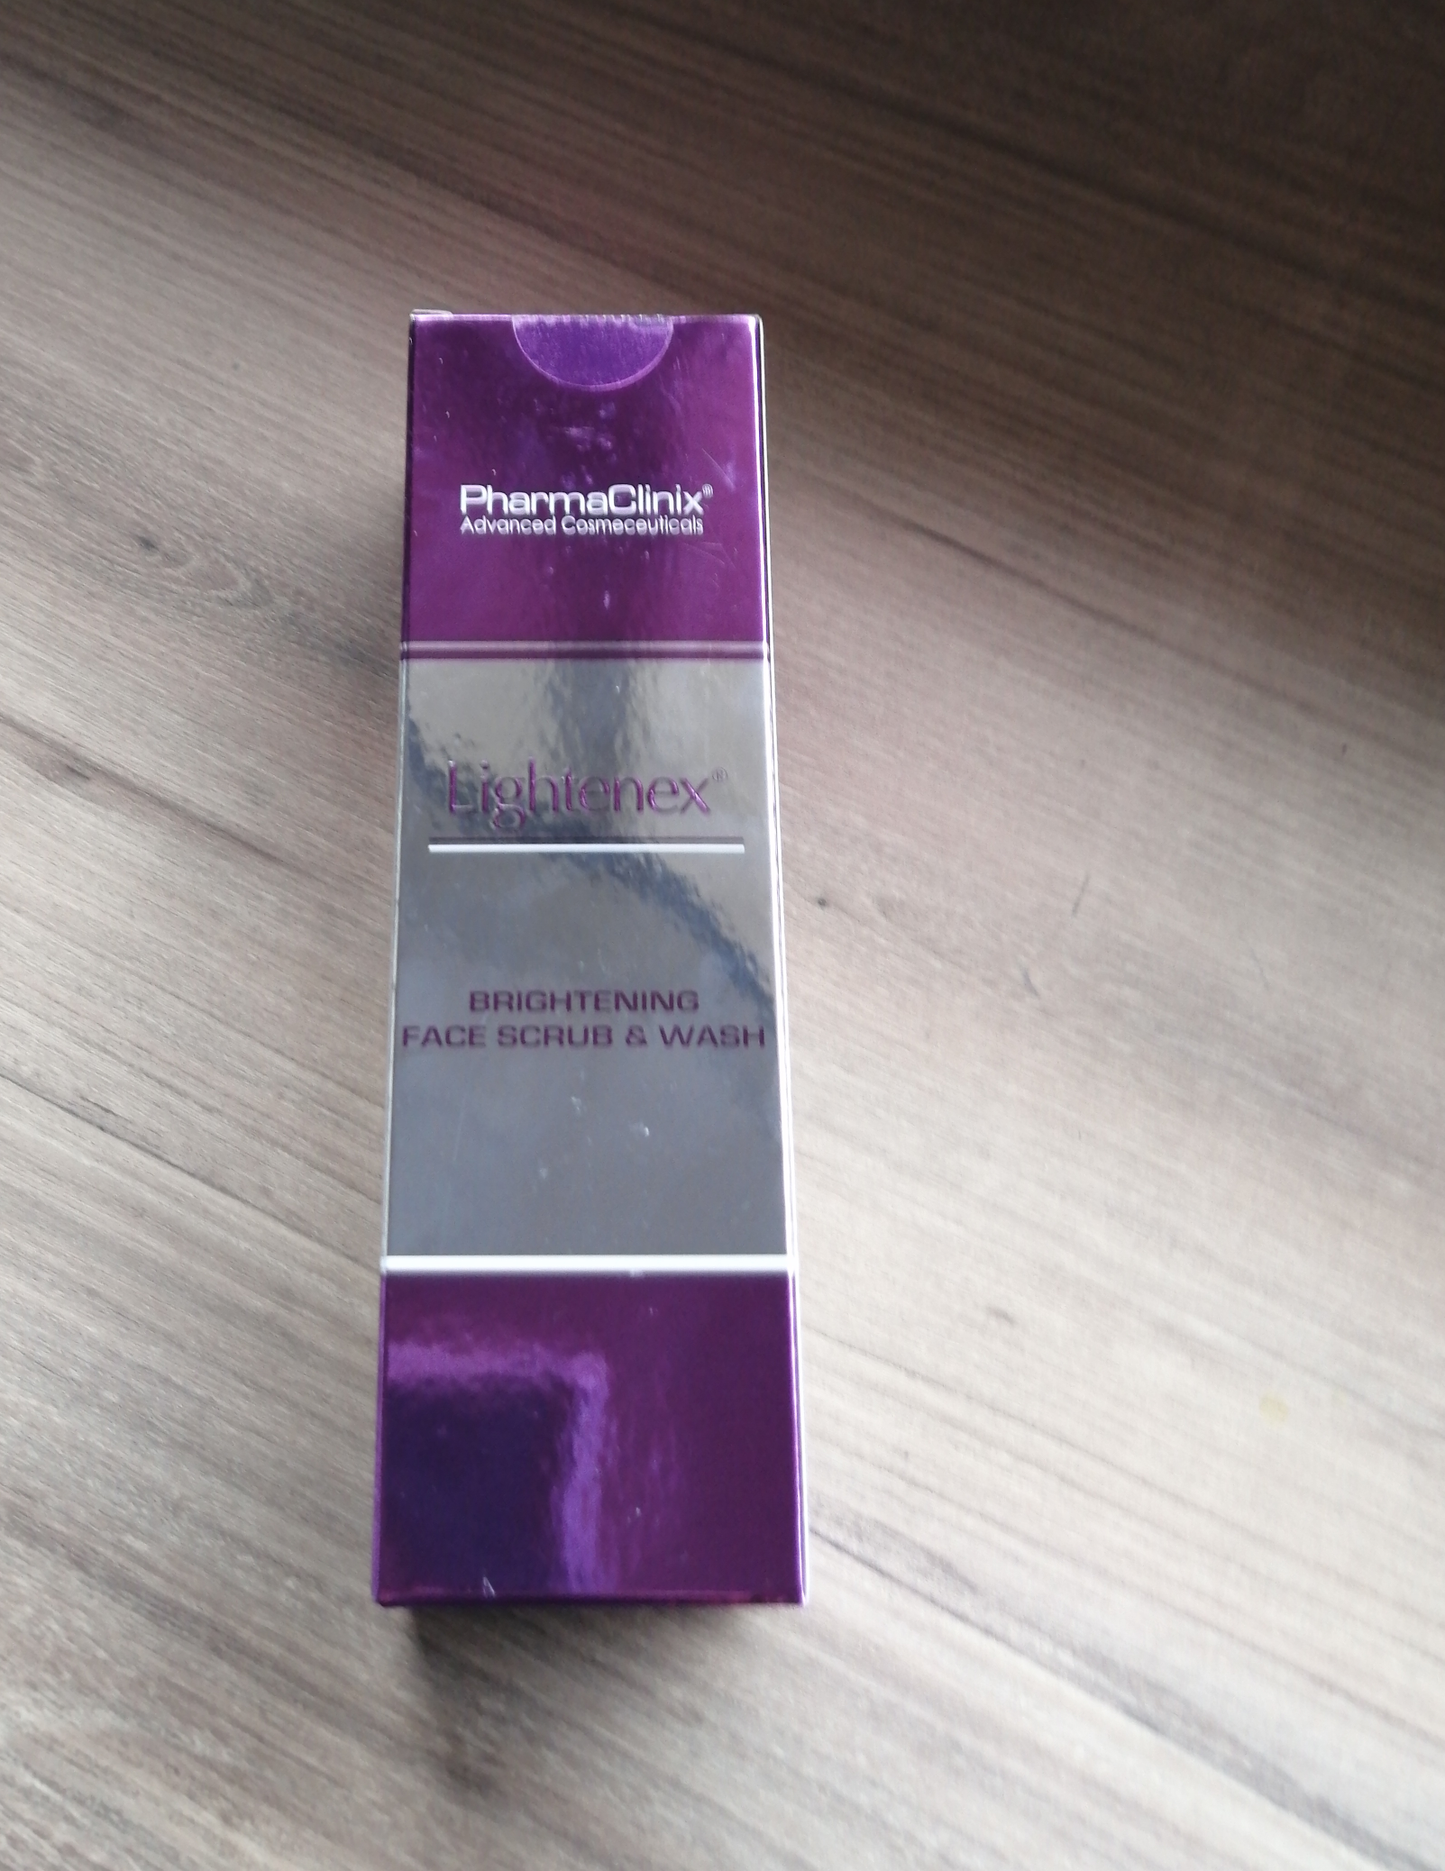 PharmaClinix®
Advanced Cosmeceuticals
Lightenex®
BRIGHTENING
FACE SCRUB & WASH